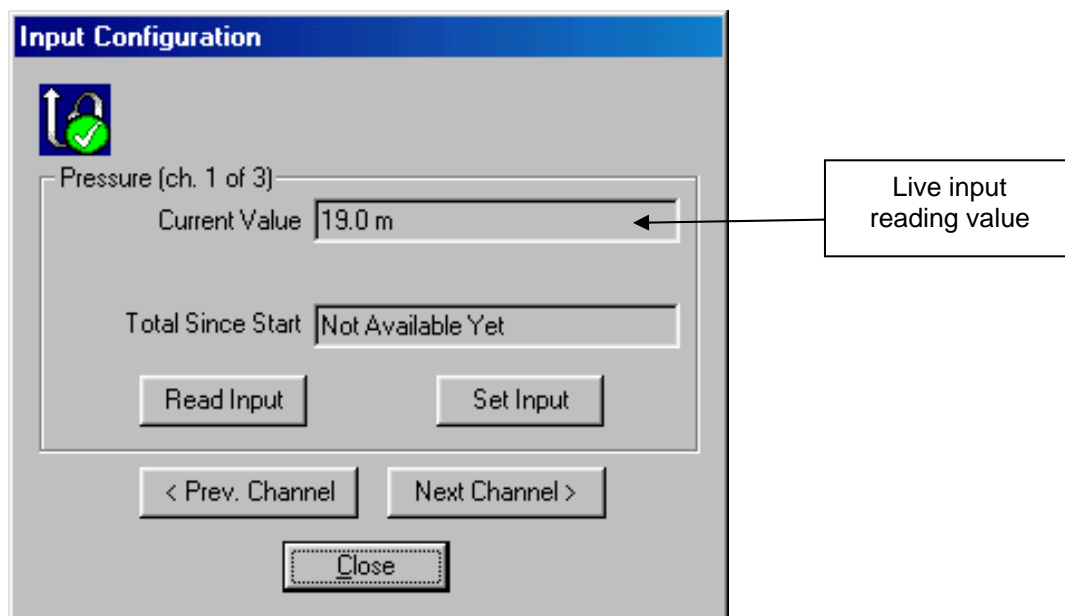 Input Configuration
Pressure (ch. 1 of 3)
Current Value 19.0 m
Live input
reading value
Total Since Start Not Available Yet
Read Input Set Input
< Prev. Channel Next Channel >
Close